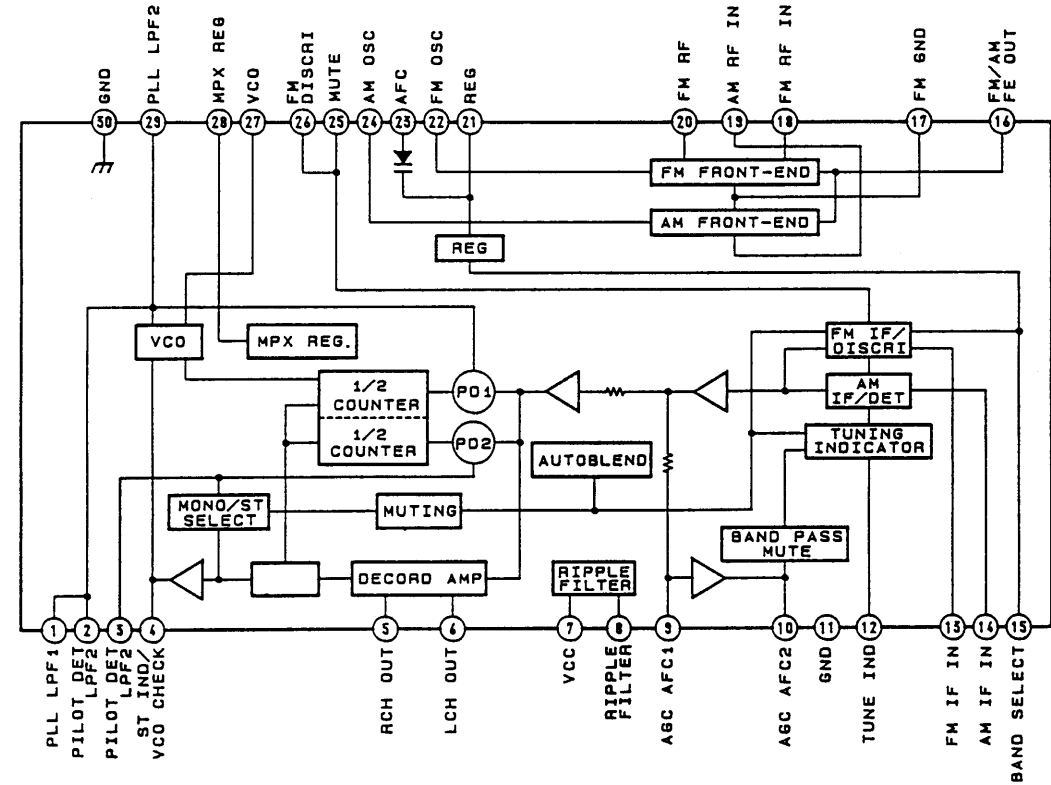 GND
PLL LPF2
MPX REG
VCO
FM
DISCRI
MUTE
AM OSC
AFC
FM OSC
REG
FM RF
AM RF IN
FM RF IN
FM GND
FM/AM
FE OUT
30
29
28
27
26
25
24
23
22
21
20
19
18
17
16
FM FRONT-END
AM FRONT-END
REG
VCO
MPX REG.
FM IF/
DISCRI
1/2
COUNTER
PD1
AM
IF/DET
1/2
COUNTER
PD2
TUNING
INDICATOR
AUTOBLEND
MONO/ST
SELECT
MUTING
BAND PASS
MUTE
DECORD AMP
RIPPLE
FILTER
1
2
3
4
5
6
7
8
9
10
11
12
13
14
15
PLL LPF1
PILOT DET
LPF2
PILOT DET
LPF2
ST IND/
VCO CHECK
RCH OUT
LCH OUT
VCC
RIPPLE
FILTER
AGC AFC1
AGC AFC2
GND
TUNE IND
FM IF IN
AM IF IN
BAND SELECT